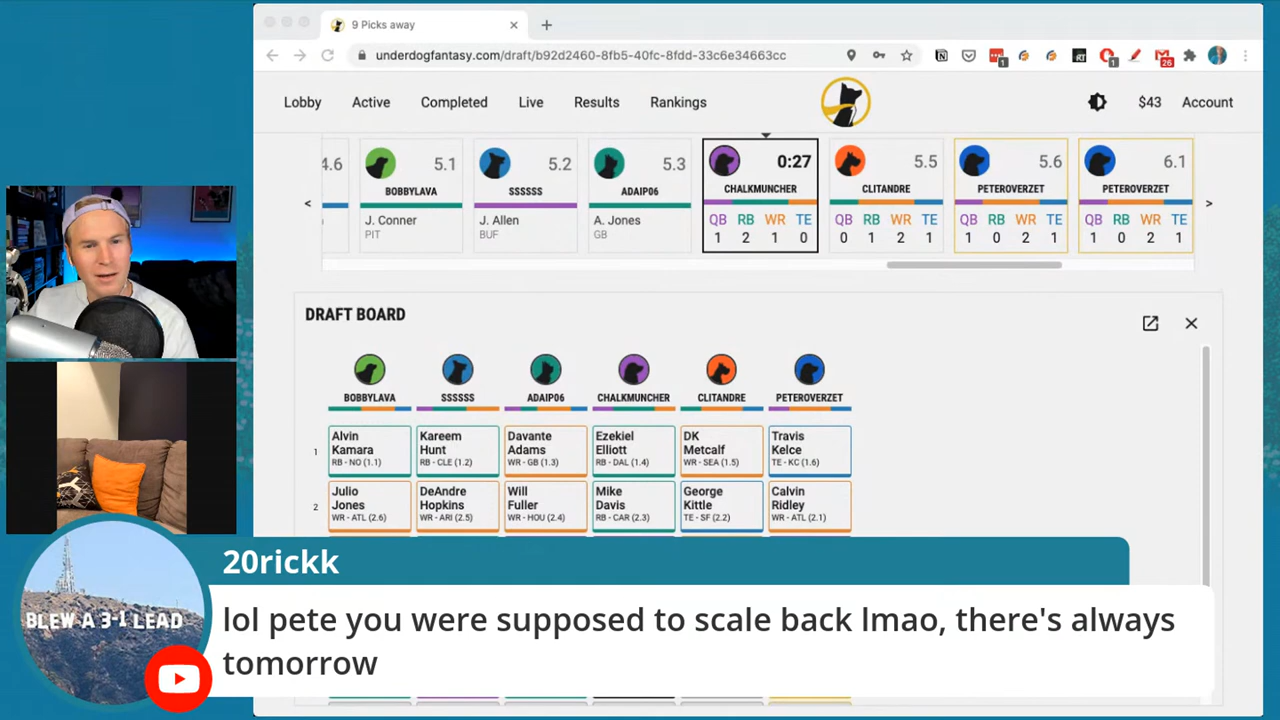 9 Picks away
underdogfantasy.com/draft/b92d2460-8fb5-40fc-8fdd-33c6e34663cc
1
1
26
Lobby Active Completed Live Results Rankings $43 Account
4.6 5.1 5.2 5.3 0:27 5.5 5.6 6.1
BOBBYLAVA SSSSSS ADAIP06 CHALKMUNCHER CLITANDRE PETEROVERZET PETEROVERZET
J. Conner J. Allen A. Jones QB RB WR TE QB RB WR TE QB RB WR TE QB RB WR TE
PIT BUF GB 1 2 1 0 0 1 2 1 1 0 2 1 1 0 2 1
< >
DRAFT BOARD
BOBBYLAVA SSSSSS ADAIP06 CHALKMUNCHER CLITANDRE PETEROVERZET
1
Alvin Kareem Davante Ezekiel DK Travis
Kamara Hunt Adams Elliott Metcalf Kelce
RB - NO (1.1) RB - CLE (1.2) WR - GB (1.3) RB - DAL (1.4) WR - SEA (1.5) TE - KC (1.6)
2
Julio DeAndre Will Mike George Calvin
Jones Hopkins Fuller Davis Kittle Ridley
WR - ATL (2.6) WR - ARI (2.5) WR - HOU (2.4) RB - CAR (2.3) TE - SF (2.2) WR - ATL (2.1)
BLEW A 3-1 LEAD
20rickk
lol pete you were supposed to scale back lmao, there's always
tomorrow